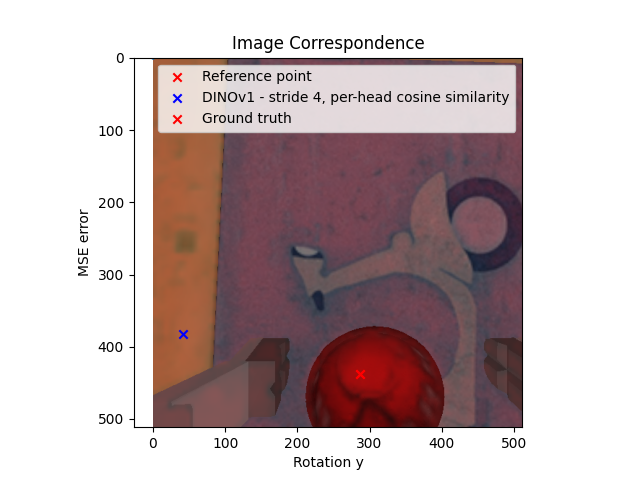 Image Correspondence
Reference point
DINOv1 - stride 4, per-head cosine similarity
Ground truth
0
100
200
300
400
500
MSE error
0
100
200
300
400
500
Rotation y